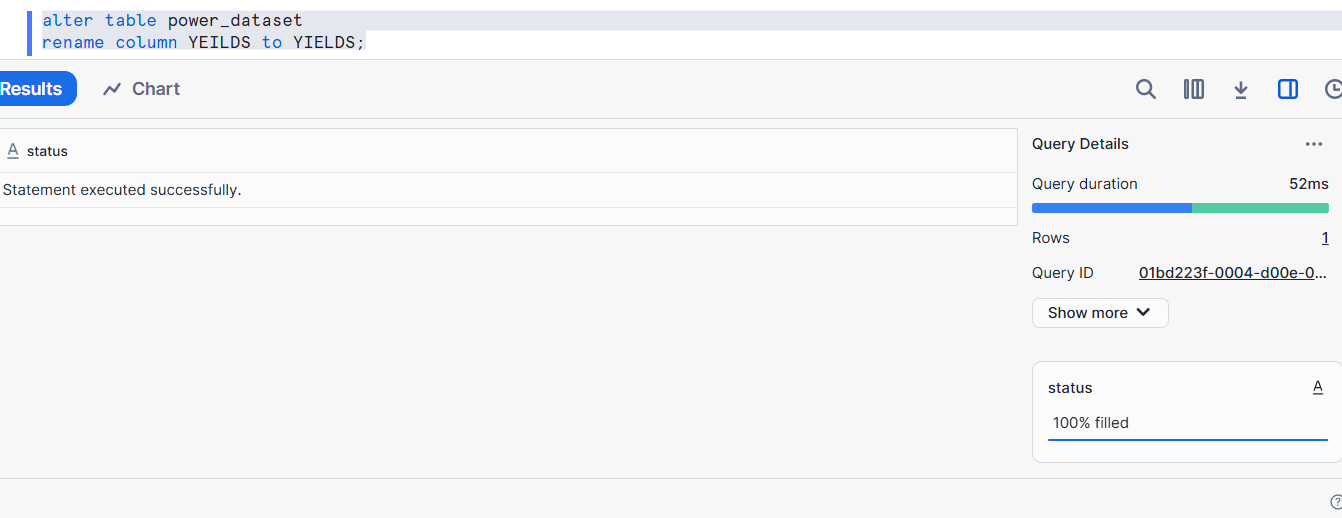 alter table power_dataset
rename column YEILDS to YIELDS;
Results
Chart
A status
Statement executed successfully.
Query Details
...
Query duration
52ms
Rows
1
Query ID
01bd223f-0004-d00e-0...
Show more
status
A
100% filled
?